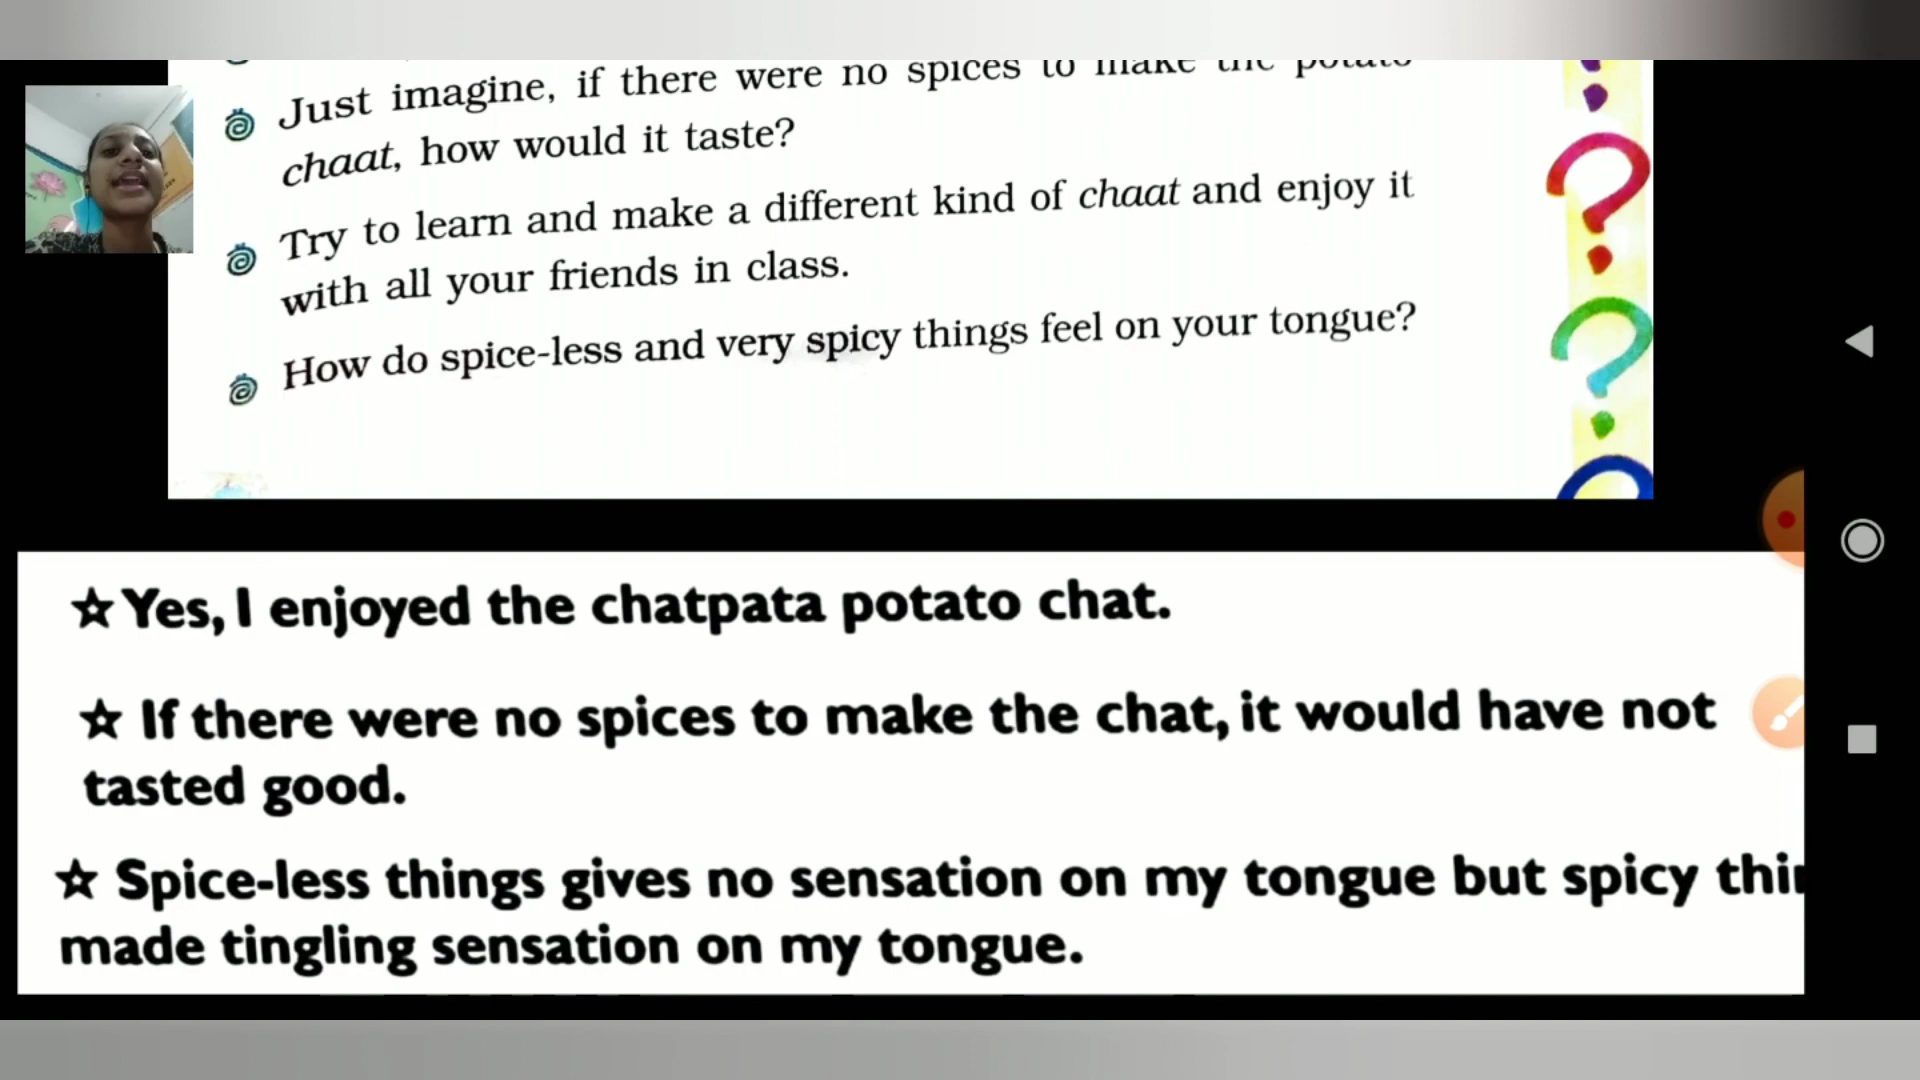 Just imagine, if there were no spices to make the potato
chaat, how would it taste?
Try to learn and make a different kind of chaat and enjoy it
with all your friends in class.
How do spice-less and very spicy things feel on your tongue?
☆ Yes, I enjoyed the chatpata potato chat.
☆ If there were no spices to make the chat, it would have not
tasted good.
☆ Spice-less things gives no sensation on my tongue but spicy
made tingling sensation on my tongue.